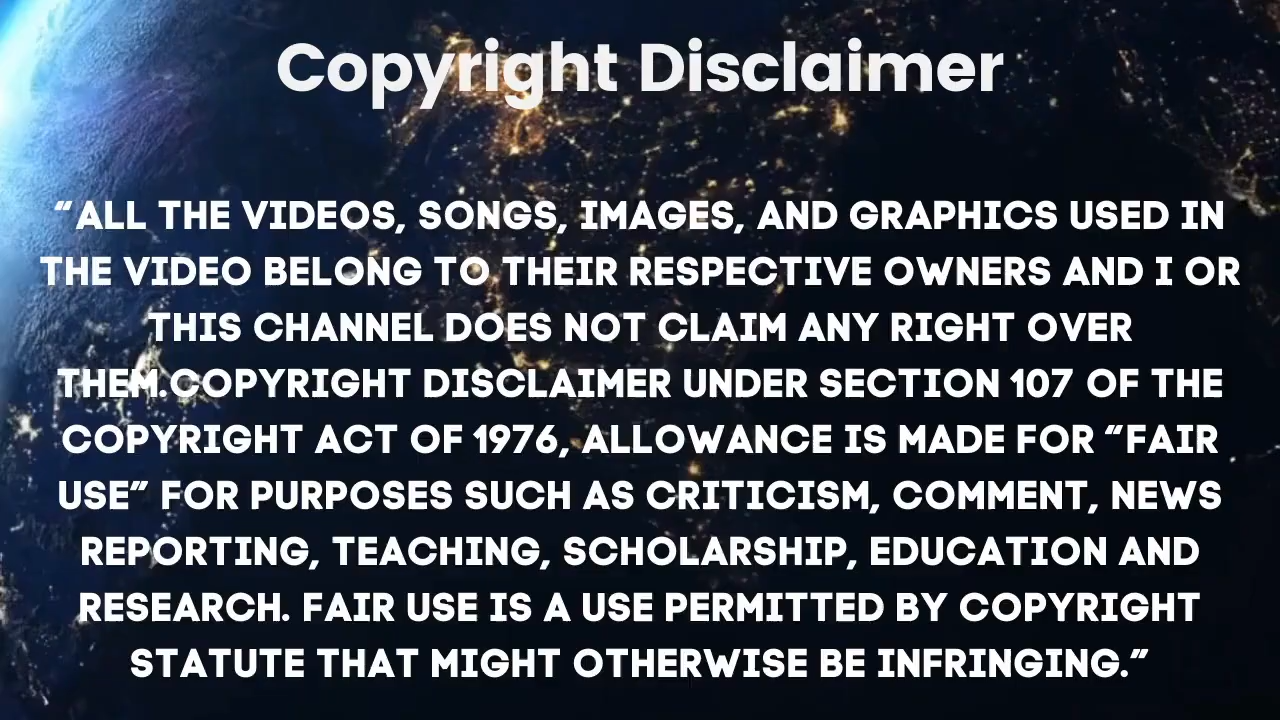 Copyright Disclaimer
“ALL THE VIDEOS, SONGS, IMAGES, AND GRAPHICS USED IN
THE VIDEO BELONG TO THEIR RESPECTIVE OWNERS AND I OR
THIS CHANNEL DOES NOT CLAIM ANY RIGHT OVER
THEM.COPYRIGHT DISCLAIMER UNDER SECTION 107 OF THE
COPYRIGHT ACT OF 1976, ALLOWANCE IS MADE FOR “FAIR
USE” FOR PURPOSES SUCH AS CRITICISM, COMMENT, NEWS
REPORTING, TEACHING, SCHOLARSHIP, EDUCATION AND
RESEARCH. FAIR USE IS A USE PERMITTED BY COPYRIGHT
STATUTE THAT MIGHT OTHERWISE BE INFRINGING.”